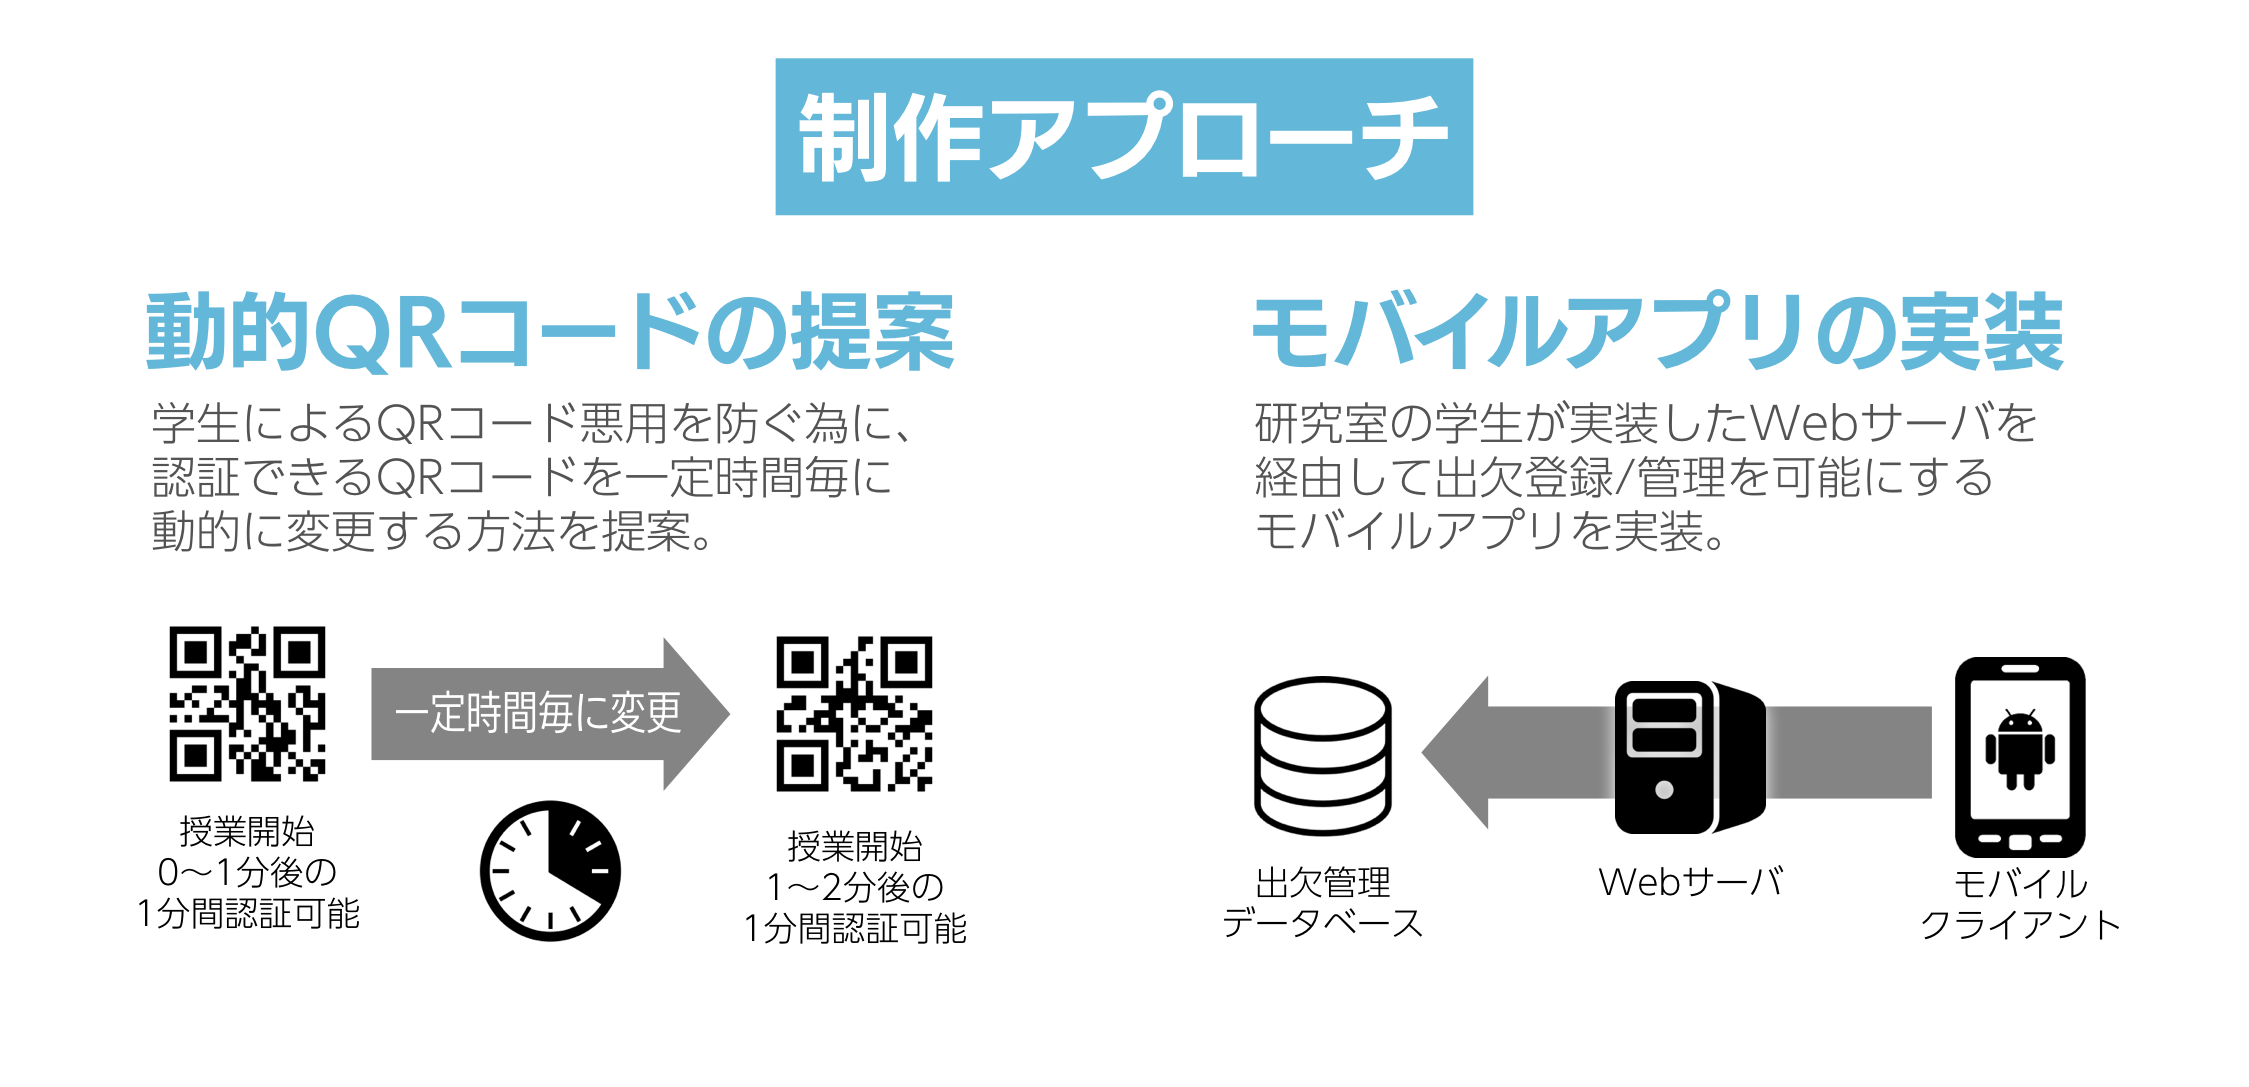 制作アプローチ
動的QRコードの提案
学生によるQRコード悪用を防ぐ為に、
認証できるQRコードを一定時間毎に
動的に変更する方法を提案。
一定時間毎に変更
授業開始
0〜1分後の
1分間認証可能
授業開始
1〜2分後の
1分間認証可能
モバイルアプリの実装
研究室の学生が実装したWebサーバを
経由して出欠登録/管理を可能にする
モバイルアプリを実装。
出欠管理
データベース
Webサーバ
モバイル
クライアント